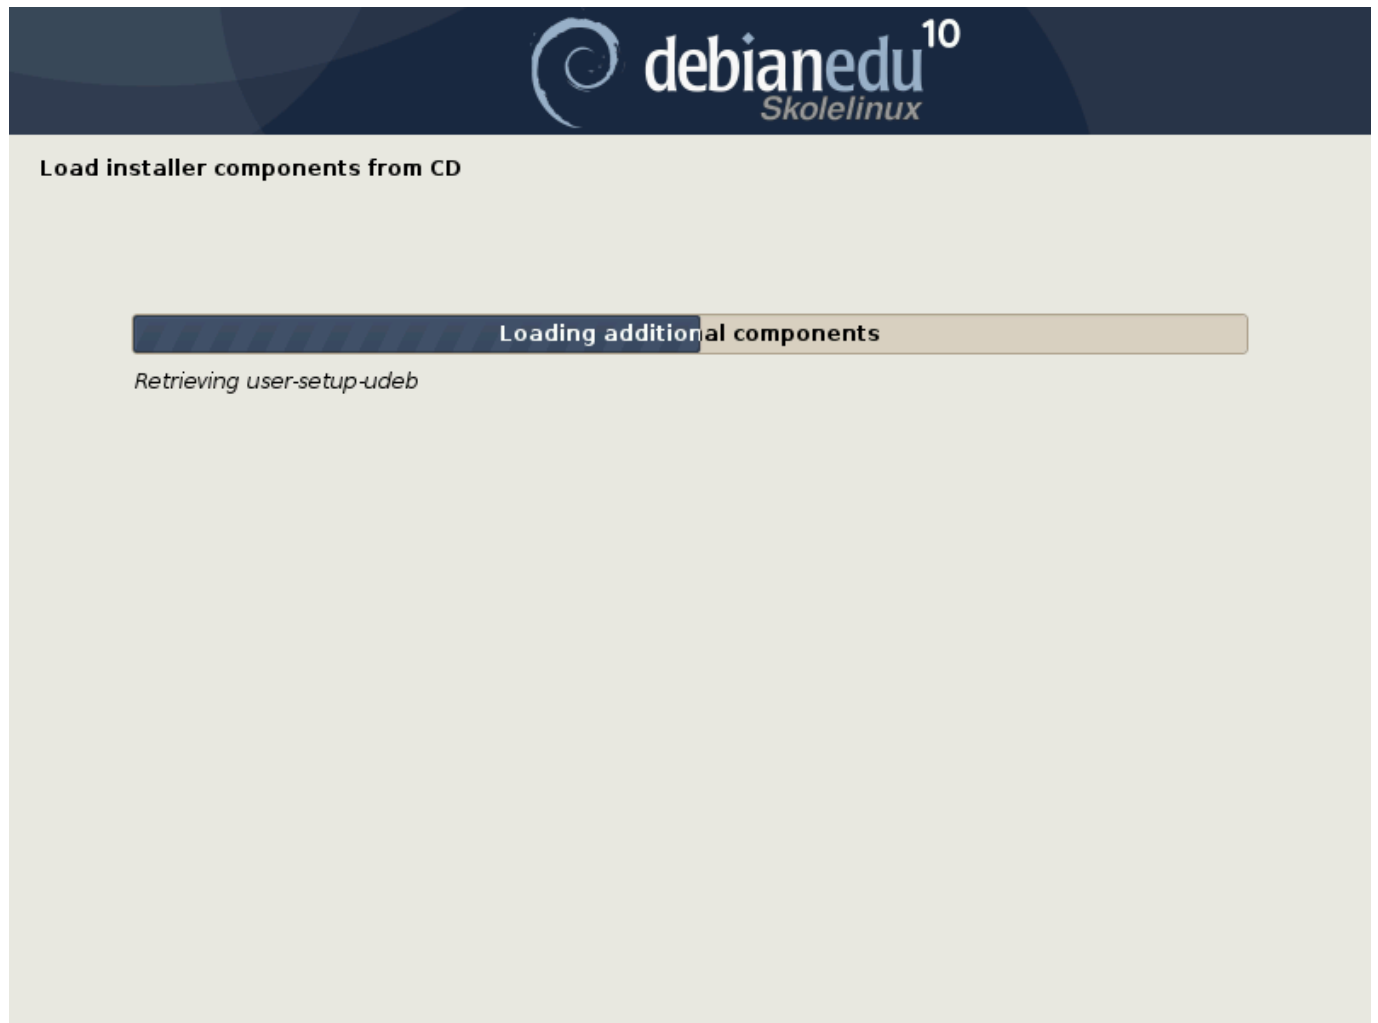 debianedu 10
Skolelinux
Load installer components from CD
Loading additional components
Retrieving user-setup-udeb